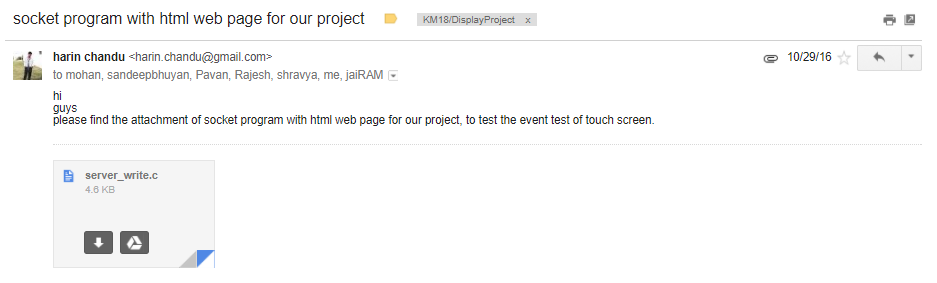 socket program with html web page for our project KM18/DisplayProject x
harin chandu <harin.chandu@gmail.com> 10/29/16
to mohan, sandeepbhuyan, Pavan, Rajesh, shravya, me, jaiRAM
hi
guys
please find the attachment of socket program with html web page for our project, to test the event test of touch screen.
server_write.c
4.6 KB